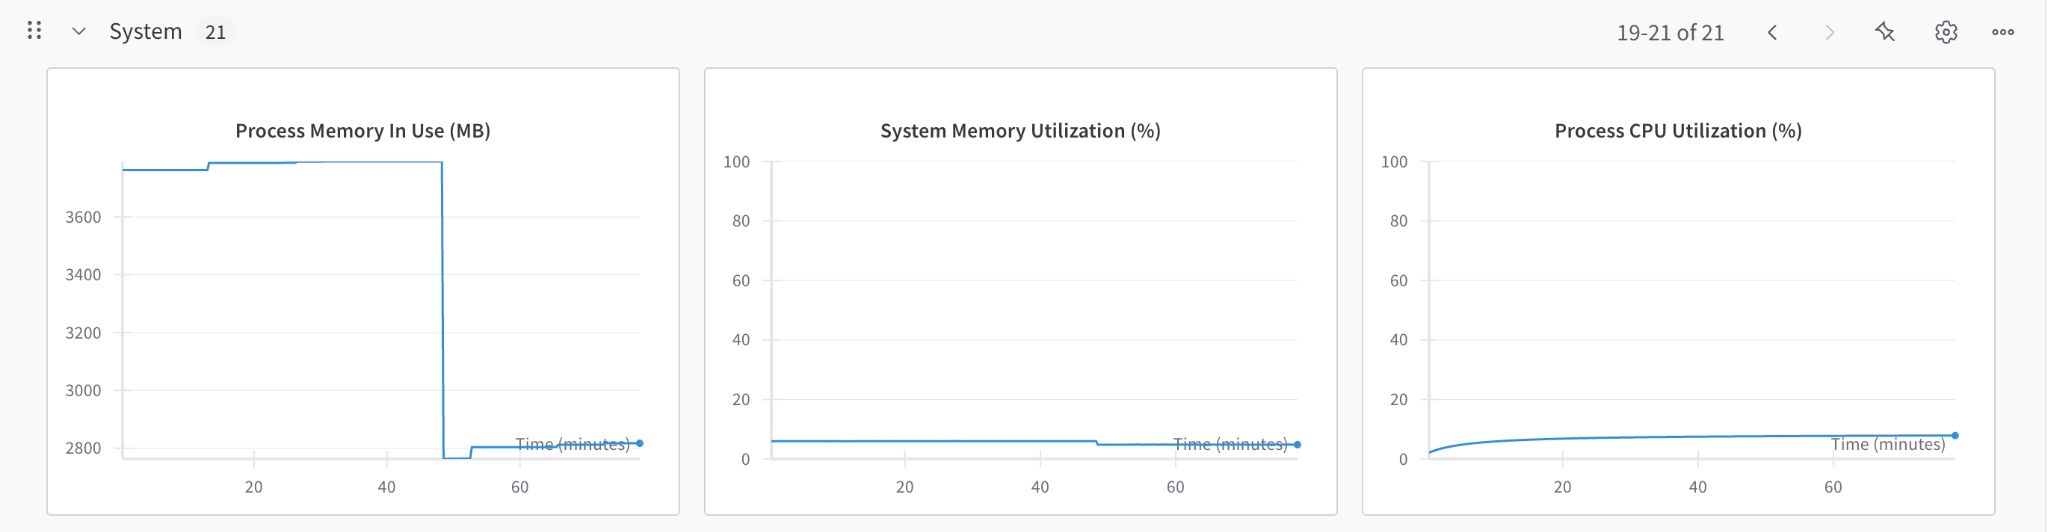 System 21
19-21 of 21
Process Memory In Use (MB)
3600
3400
3200
3000
2800
Time (minutes)
20 40 60
System Memory Utilization (%)
100
80
60
40
20
0
Time (minutes)
20 40 60
Process CPU Utilization (%)
100
80
60
40
20
0
Time (minutes)
20 40 60